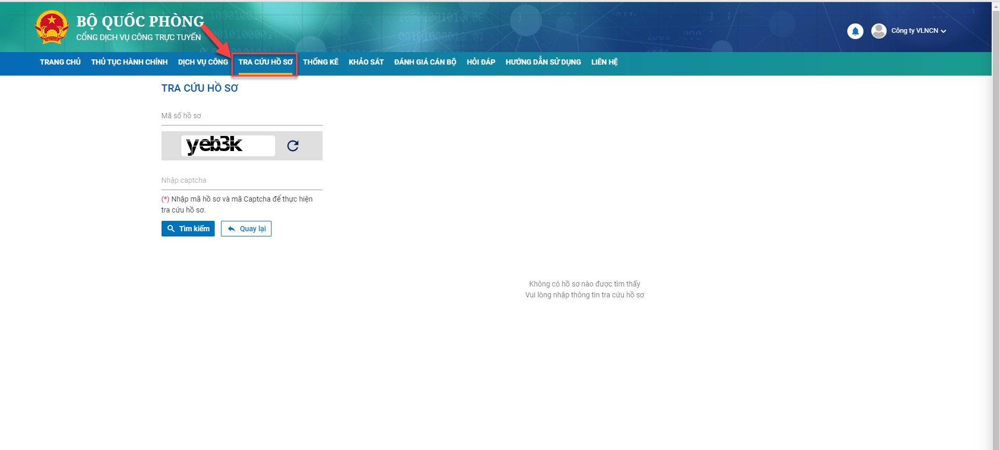 BỘ QUỐC PHÒNG
CỔNG DỊCH VỤ CÔNG TRỰC TUYẾN
Công ty VLNCN
TRANG CHỦ THỦ TỤC HÀNH CHÍNH DỊCH VỤ CÔNG TRA CỨU HỒ SƠ THỐNG KÊ KHẢO SÁT ĐÁNH GIÁ CÁN BỘ HỎI ĐÁP HƯỚNG DẪN SỬ DỤNG LIÊN HỆ
TRA CỨU HỒ SƠ
Mã số hồ sơ
yeb3k
Nhập captcha
(*) Nhập mã hồ sơ và mã Captcha để thực hiện
tra cứu hồ sơ.
Tìm kiếm Quay lại
Không có hồ sơ nào được tìm thấy
Vui lòng nhập thông tin tra cứu hồ sơ